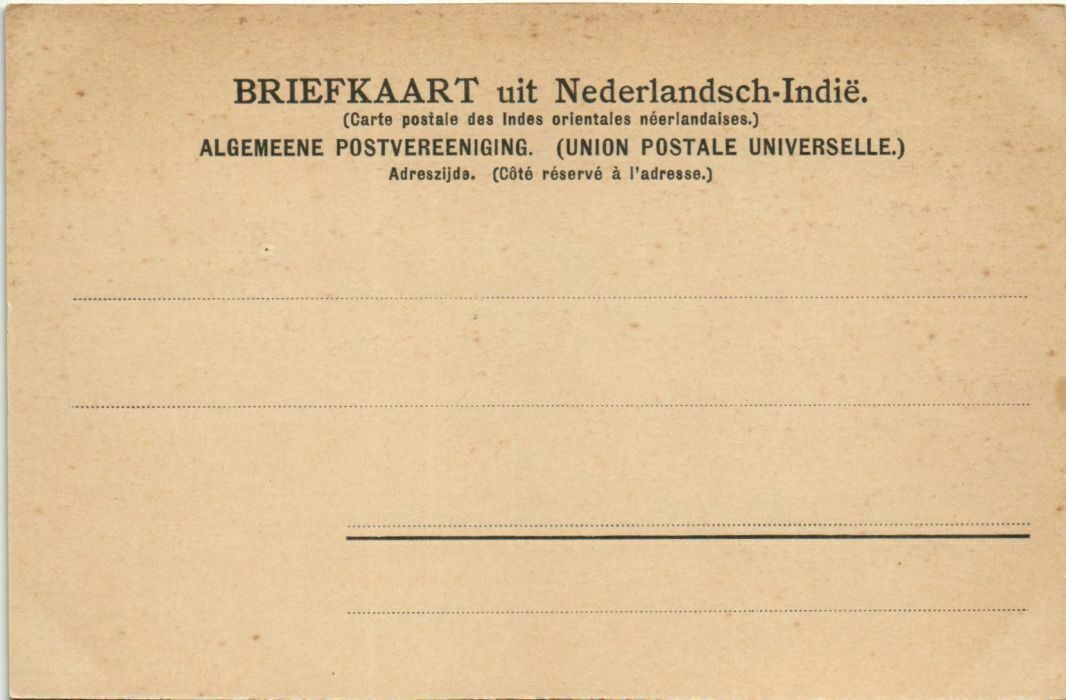 BRIEFKAART uit Nederlandsch-Indië.
(Carte postale des Indes orientales néerlandaises.)
ALGEMEENE POSTVEREENIGING. (UNION POSTALE UNIVERSELLE.)
Adreszijde. (Côté réservé à l'adresse.)